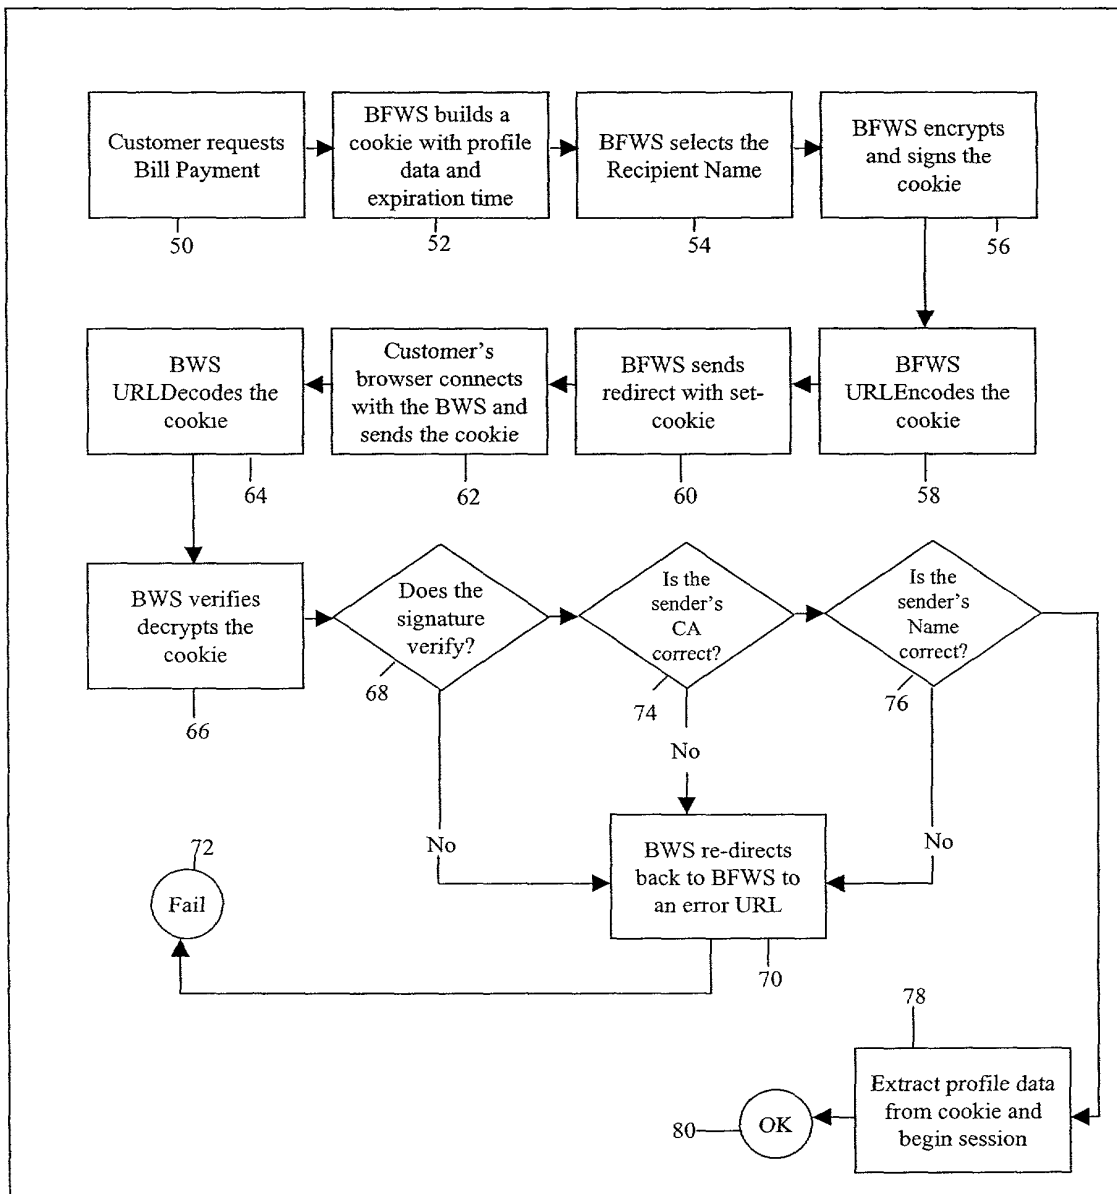 Customer requests
Bill Payment
50
BFWS builds a
cookie with profile
data and
expiration time
52
BFWS selects the
Recipient Name
54
BFWS encrypts
and signs the
cookie
56
BFWS
URLEncodes the
cookie
58
BFWS sends
redirect with set-
cookie
60
Customer's
browser connects
with the BWS and
sends the cookie
62
BWS
URLDecodes the
cookie
64
BWS verifies
decrypts the
cookie
66
Does the
signature
verify?
68
Is the
sender's
CA
correct?
74
Is the
sender's
Name
correct?
76
No
No
No
BWS re-directs
back to BFWS to
an error URL
70
72
Fail
78
Extract profile data
from cookie and
begin session
80
OK